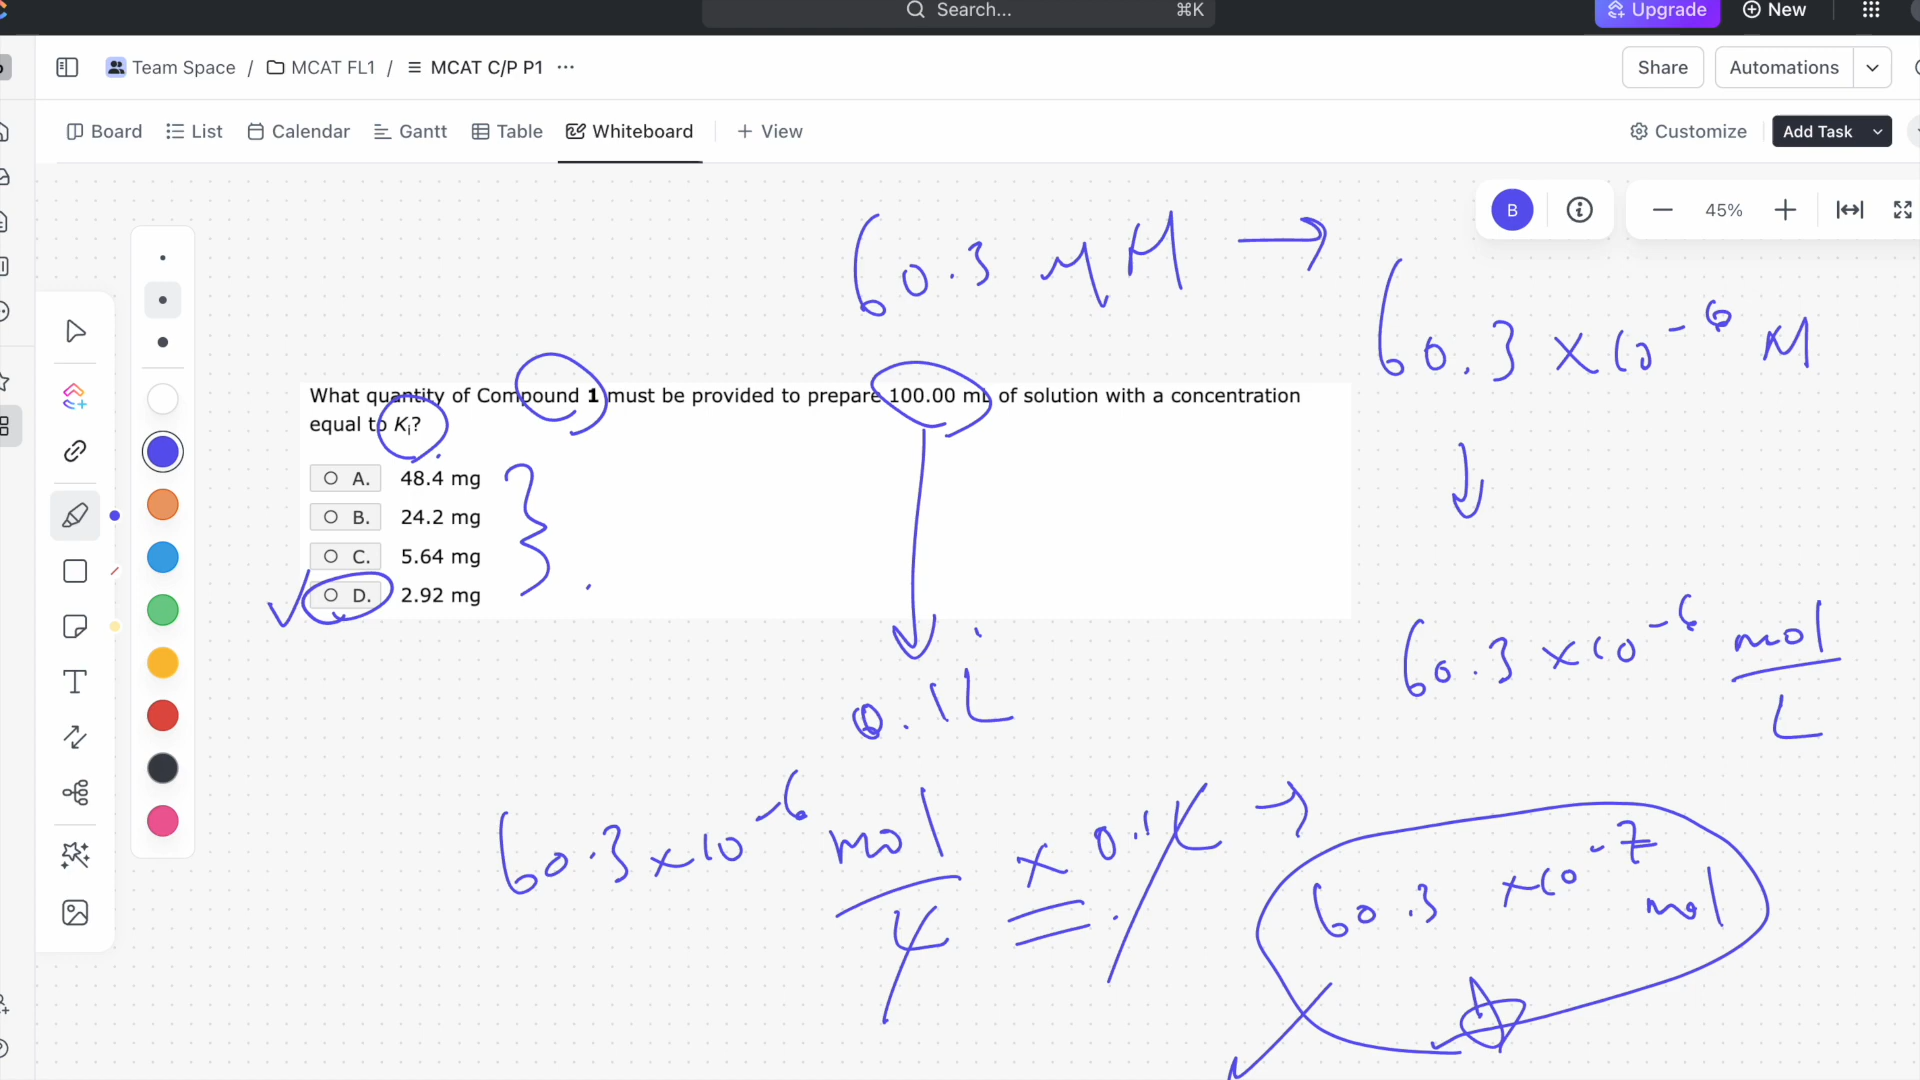 Search... ⌘K
Upgrade
New
Team Space / MCAT FL1 / MCAT C/P P1 ...
Share
Automations
Board
List
Calendar
Gantt
Table
Whiteboard
+ View
Customize
Add Task
B
45%
60.3 μM →
60.3 x 10⁻⁶ M
What quantity of Compound 1 must be provided to prepare 100.00 mL of solution with a concentration
equal to Ki?
A. 48.4 mg
B. 24.2 mg
C. 5.64 mg
D. 2.92 mg
60.3 x 10⁻⁶ mol
L
0.1L
60.3 x 10⁻⁶ mol x 0.1L →
L
60.3 x 10⁻⁷ mol